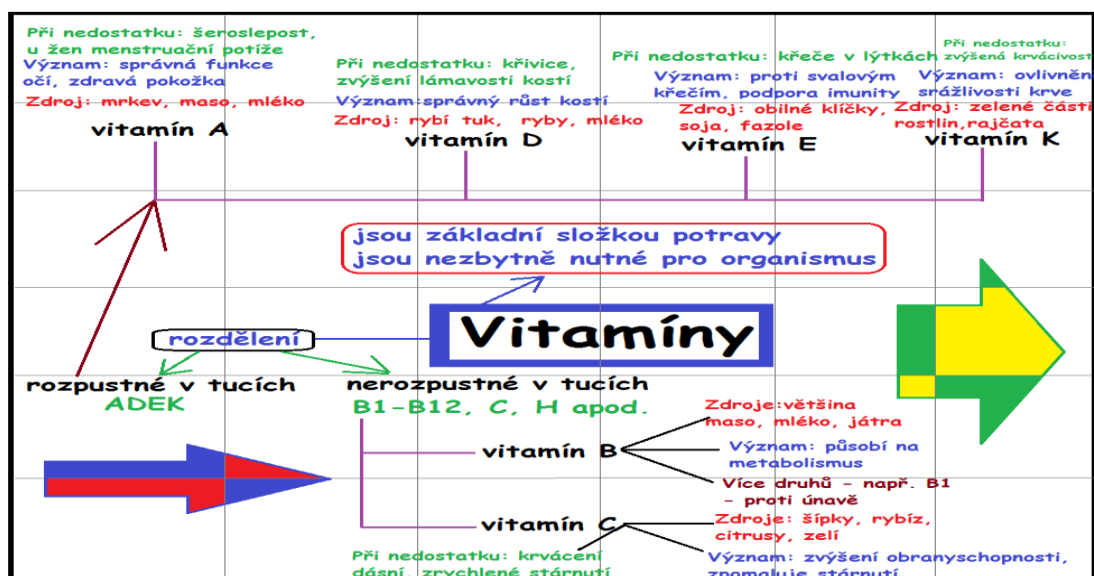 Při nedostatku: šeroslepost,
u žen menstruační potíže
Význam: správná funkce
očí, zdravá pokožka
Zdroj: mrkev, maso, mléko
vitamín A
Při nedostatku: křivice,
zvýšení lámavosti kostí
Význam:správný růst kostí
Zdroj: rybí tuk, ryby, mléko
vitamín D
Při nedostatku: křeče v lýtkách
Význam: proti svalovým
křečím, podpora imunity
Zdroj: obilné klíčky,
soja, fazole
vitamín E
Při nedostatku:
zvýšená krvácivost
Význam: ovlivnění
srážlivosti krve
Zdroj: zelené části
rostlin,rajčata
vitamín K
jsou základní složkou potravy
jsou nezbytně nutné pro organismus
Vitamíny
rozdělení
rozpustné v tucích
ADEK
nerozpustné v tucích
B1-B12, C, H apod.
vitamín B
Zdroje:většina
maso, mléko, játra
Význam: působí na
metabolismus
Více druhů - např. B1
- proti únavě
vitamín C
Zdroje: šípky, rybíz,
citrusy, zelí
Význam: zvýšení obranyschopnosti,
zpomaluje stárnutí
Při nedostatku: krvácení
dásní, zrychlené stárnutí